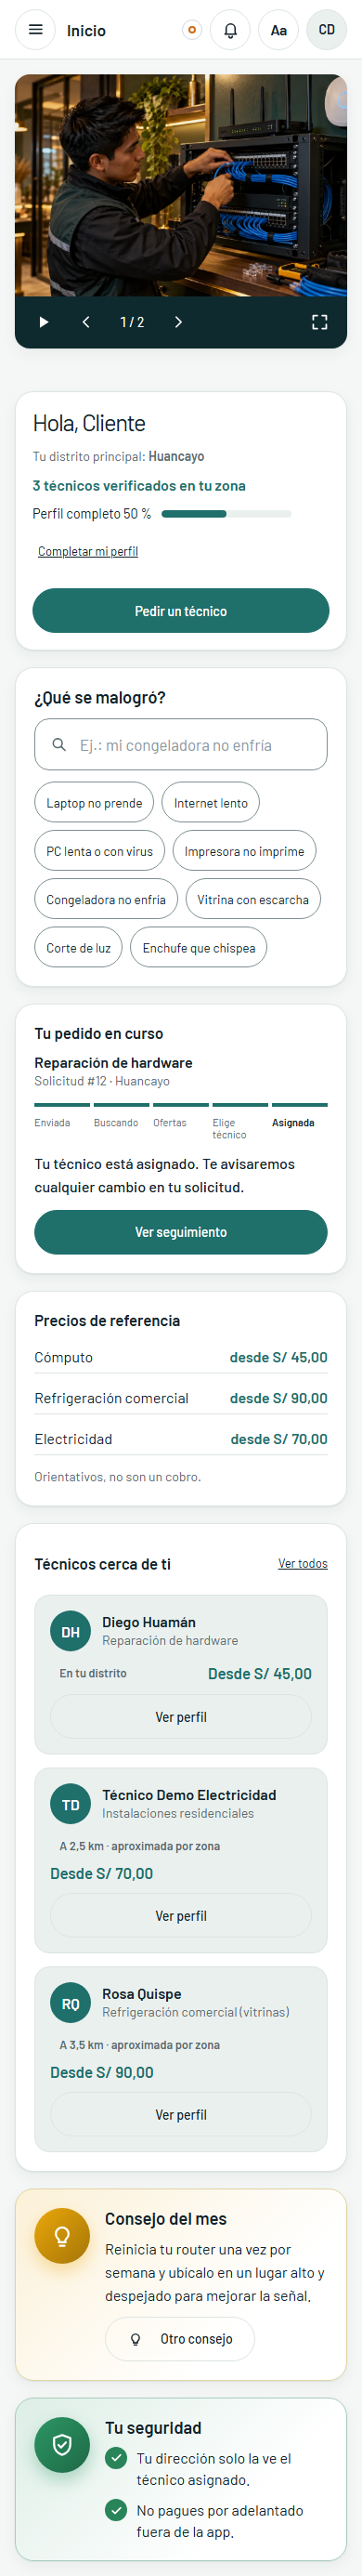 Inicio
Aa
CD
1 / 2
Hola, Cliente
Tu distrito principal: Huancayo
3 técnicos verificados en tu zona
Perfil completo 50 %
Completar mi perfil
Pedir un técnico
¿Qué se malogró?
Ej.: mi congeladora no enfría
Laptop no prende
Internet lento
PC lenta o con virus
Impresora no imprime
Congeladora no enfría
Vitrina con escarcha
Corte de luz
Enchufe que chispea
Tu pedido en curso
Reparación de hardware
Solicitud #12 · Huancayo
Enviada
Buscando
Ofertas
Elige
técnico
Asignada
Tu técnico está asignado. Te avisaremos
cualquier cambio en tu solicitud.
Ver seguimiento
Precios de referencia
Cómputo desde S/ 45,00
Refrigeración comercial desde S/ 90,00
Electricidad desde S/ 70,00
Orientativos, no son un cobro.
Técnicos cerca de ti
Ver todos
DH
Diego Huamán
Reparación de hardware
En tu distrito
Desde S/ 45,00
Ver perfil
TD
Técnico Demo Electricidad
Instalaciones residenciales
A 2,5 km · aproximada por zona
Desde S/ 70,00
Ver perfil
RQ
Rosa Quispe
Refrigeración comercial (vitrinas)
A 3,5 km · aproximada por zona
Desde S/ 90,00
Ver perfil
Consejo del mes
Reinicia tu router una vez por
semana y ubícalo en un lugar alto y
despejado para mejorar la señal.
Otro consejo
Tu seguridad
Tu dirección solo la ve el
técnico asignado.
No pagues por adelantado
fuera de la app.